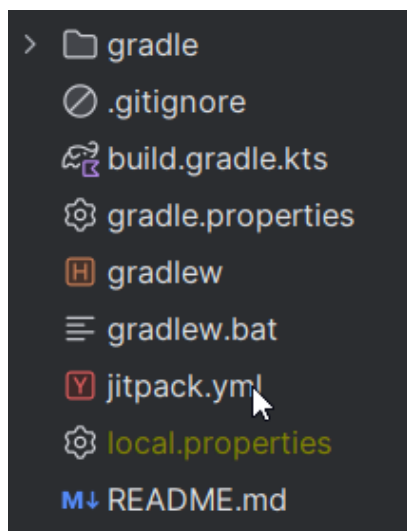 gradle
.gitignore
build.gradle.kts
gradle.properties
H gradlew
gradlew.bat
Y jitpack.yml
local.properties
M↓ README.md